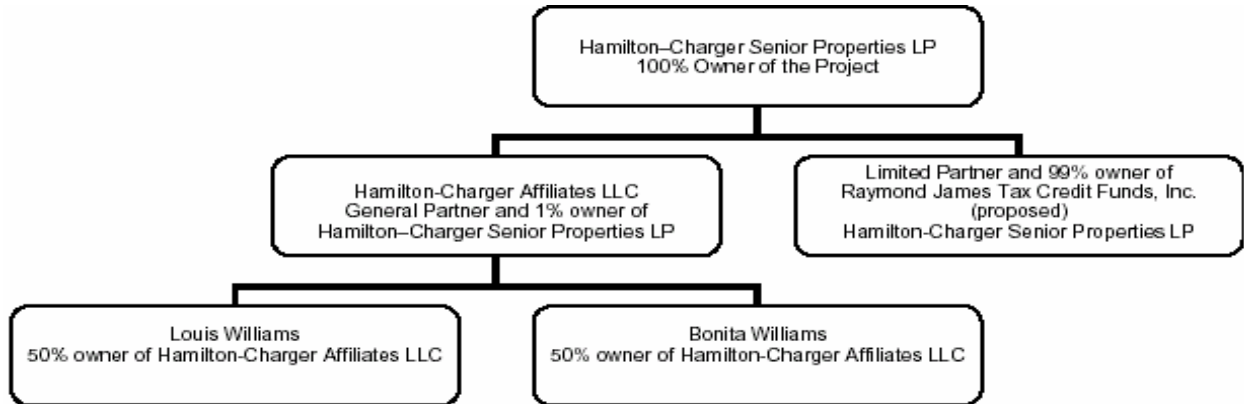 Hamilton–Charger Senior Properties LP
100% Owner of the Project
Hamilton-Charger Affiliates LLC
General Partner and 1% owner of
Hamilton–Charger Senior Properties LP
Limited Partner and 99% owner of
Raymond James Tax Credit Funds, Inc.
(proposed)
Hamilton-Charger Senior Properties LP
Louis Williams
50% owner of Hamilton-Charger Affiliates LLC
Bonita Williams
50% owner of Hamilton-Charger Affiliates LLC